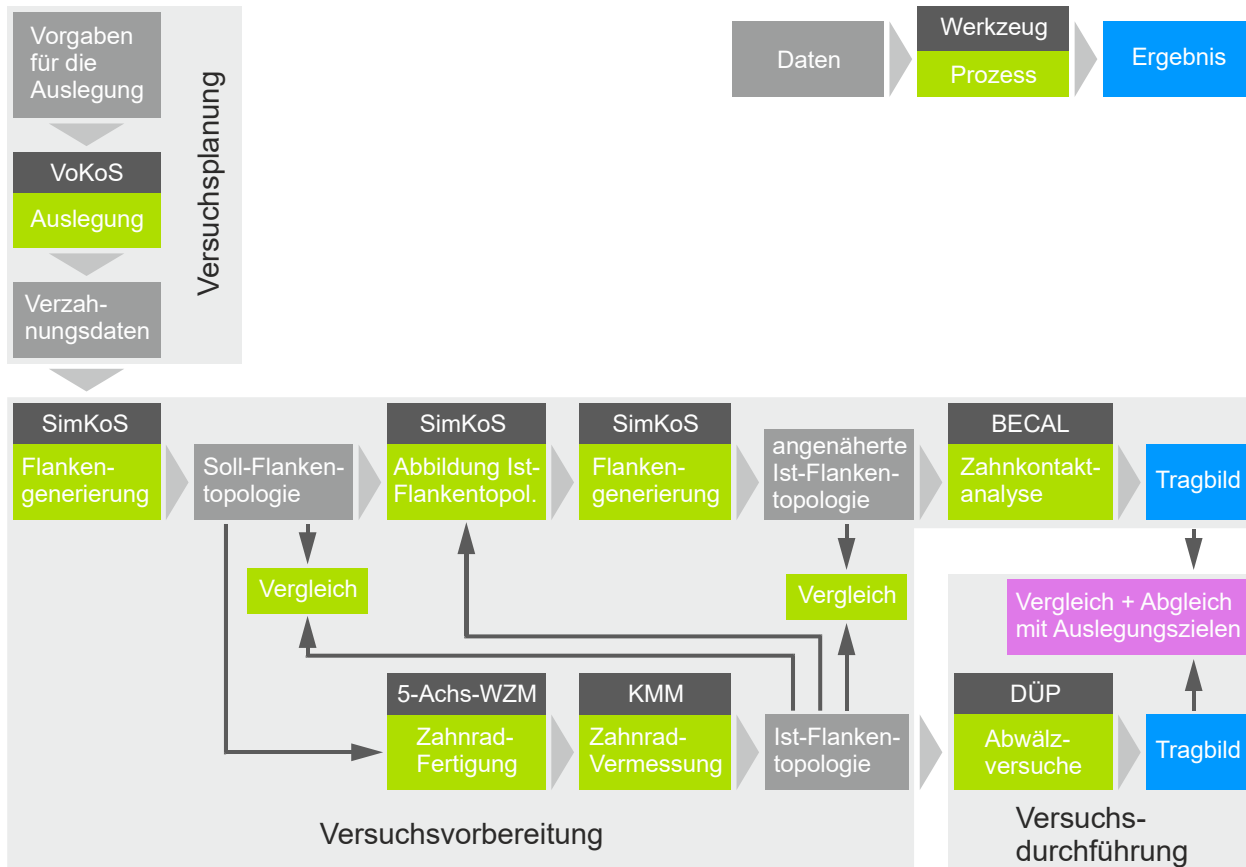 Vorgaben
für die
Auslegung
VoKoS
Auslegung
Verzah-
nungsdaten
Versuchsplanung
Daten
Werkzeug
Prozess
Ergebnis
SimKoS
Flanken-
generierung
Soll-Flanken-
topologie
SimKoS
Abbildung Ist-
Flankentopol.
SimKoS
Flanken-
generierung
angenäherte
Ist-Flanken-
topologie
BECAL
Zahnkontakt-
analyse
Tragbild
Vergleich
Vergleich
Vergleich + Abgleich
mit Auslegungszielen
5-Achs-WZM
Zahnrad-
Fertigung
KMM
Zahnrad-
Vermessung
Ist-Flanken-
topologie
DÜP
Abwälz-
versuche
Tragbild
Versuchsvorbereitung
Versuchs-
durchführung